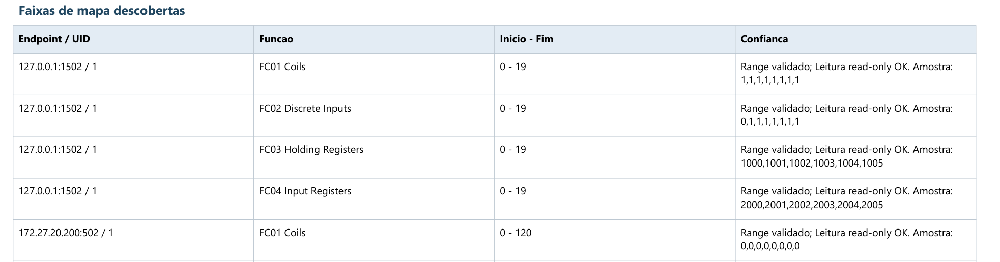 Faixas de mapa descobertas
Endpoint / UID Funcao Inicio - Fim Confianca
127.0.0.1:1502 / 1 FC01 Coils 0 - 19 Range validado; Leitura read-only OK. Amostra:
1,1,1,1,1,1,1,1
127.0.0.1:1502 / 1 FC02 Discrete Inputs 0 - 19 Range validado; Leitura read-only OK. Amostra:
0,1,1,1,1,1,1,1
127.0.0.1:1502 / 1 FC03 Holding Registers 0 - 19 Range validado; Leitura read-only OK. Amostra:
1000,1001,1002,1003,1004,1005
127.0.0.1:1502 / 1 FC04 Input Registers 0 - 19 Range validado; Leitura read-only OK. Amostra:
2000,2001,2002,2003,2004,2005
172.27.20.200:502 / 1 FC01 Coils 0 - 120 Range validado; Leitura read-only OK. Amostra:
0,0,0,0,0,0,0,0